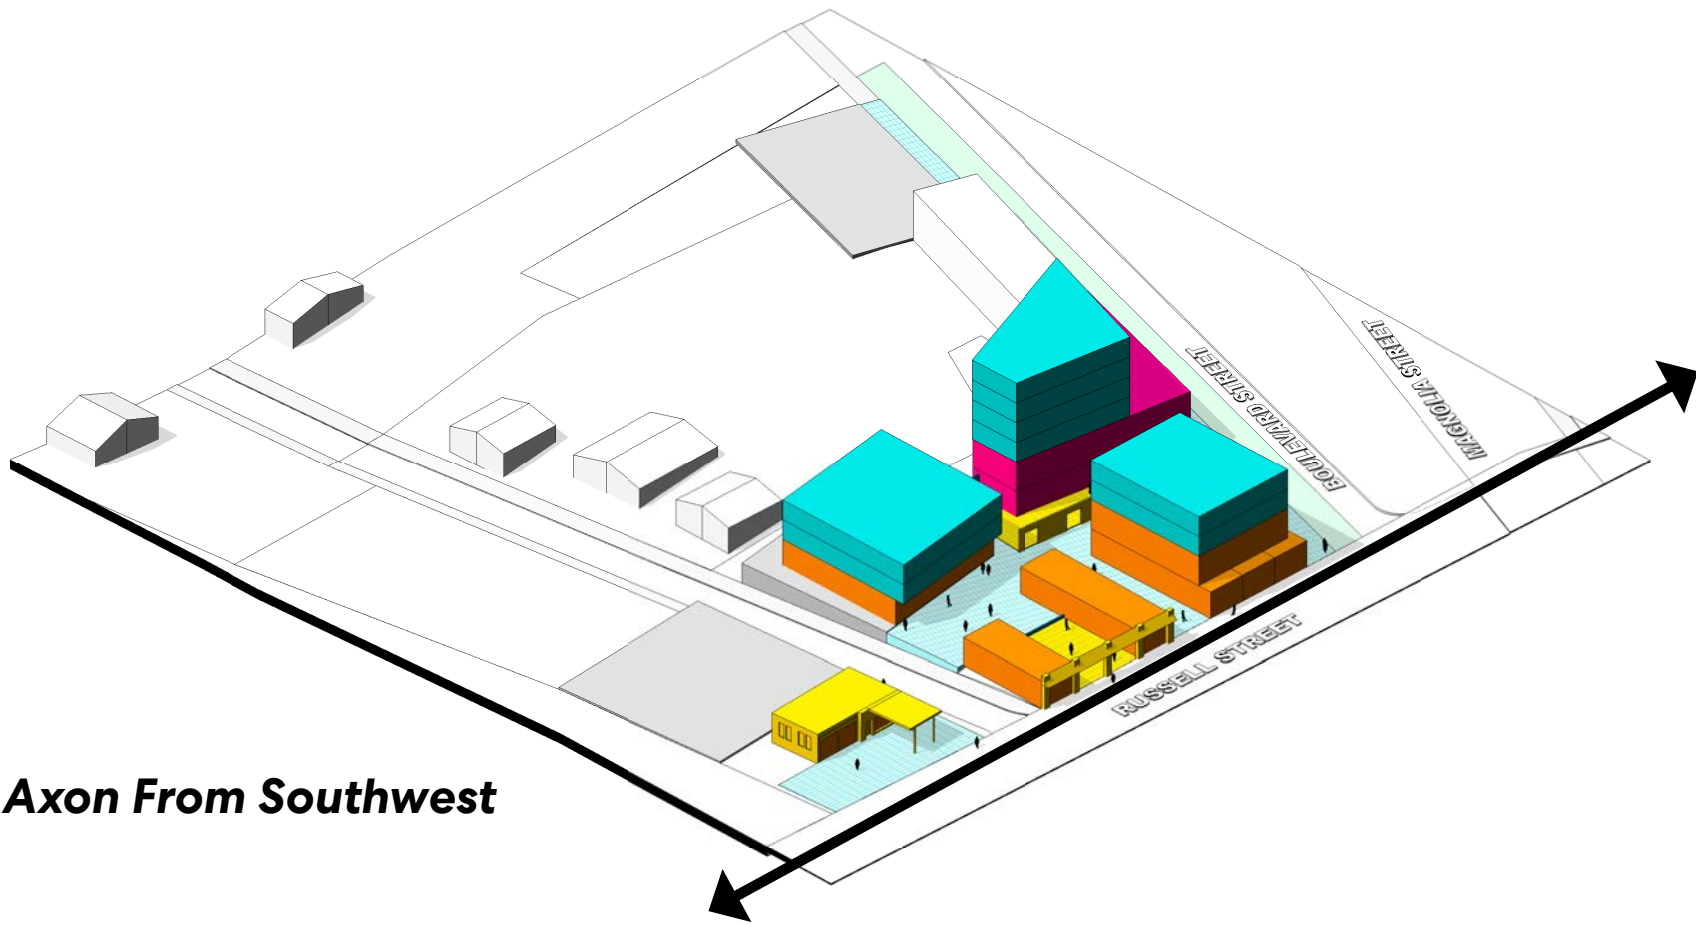 MAGNOLIA STREET
BOULEVARD STREET
RUSSELL STREET
Axon From Southwest